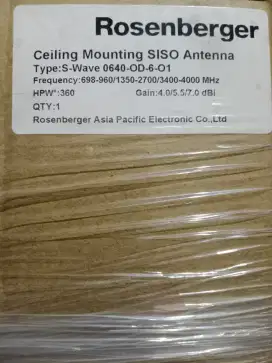 Rosenberger
Ceiling Mounting SISO Antenna
Type:S-Wave 0640-OD-6-O1
Frequency:698-960/1350-2700/3400-4000 MHz
HPW°:360 Gain:4.0/5.5/7.0 dBi
QTY:1
Rosenberger Asia Pacific Electronic Co.,Ltd